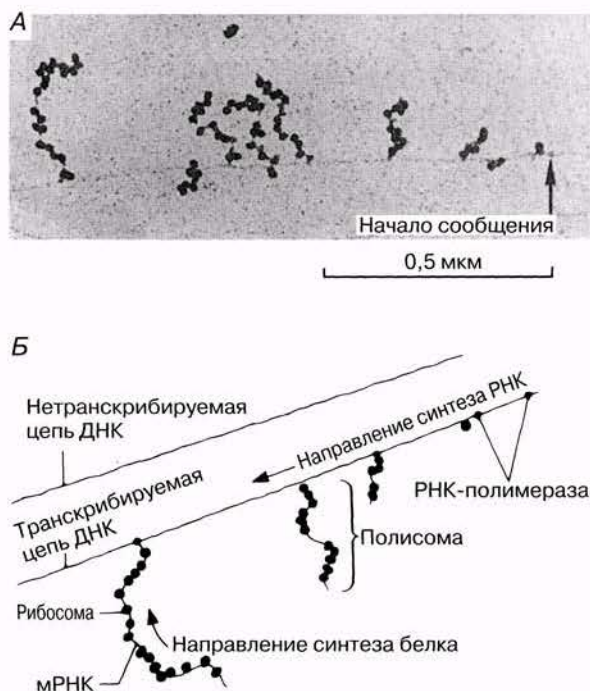 А
Начало сообщения
0,5 мкм
Б
Нетранскрибируемая
цепь ДНК
Направление синтеза РНК
Транскрибируемая
цепь ДНК
РНК-полимераза
Полисома
Рибосома
Направление синтеза белка
мРНК